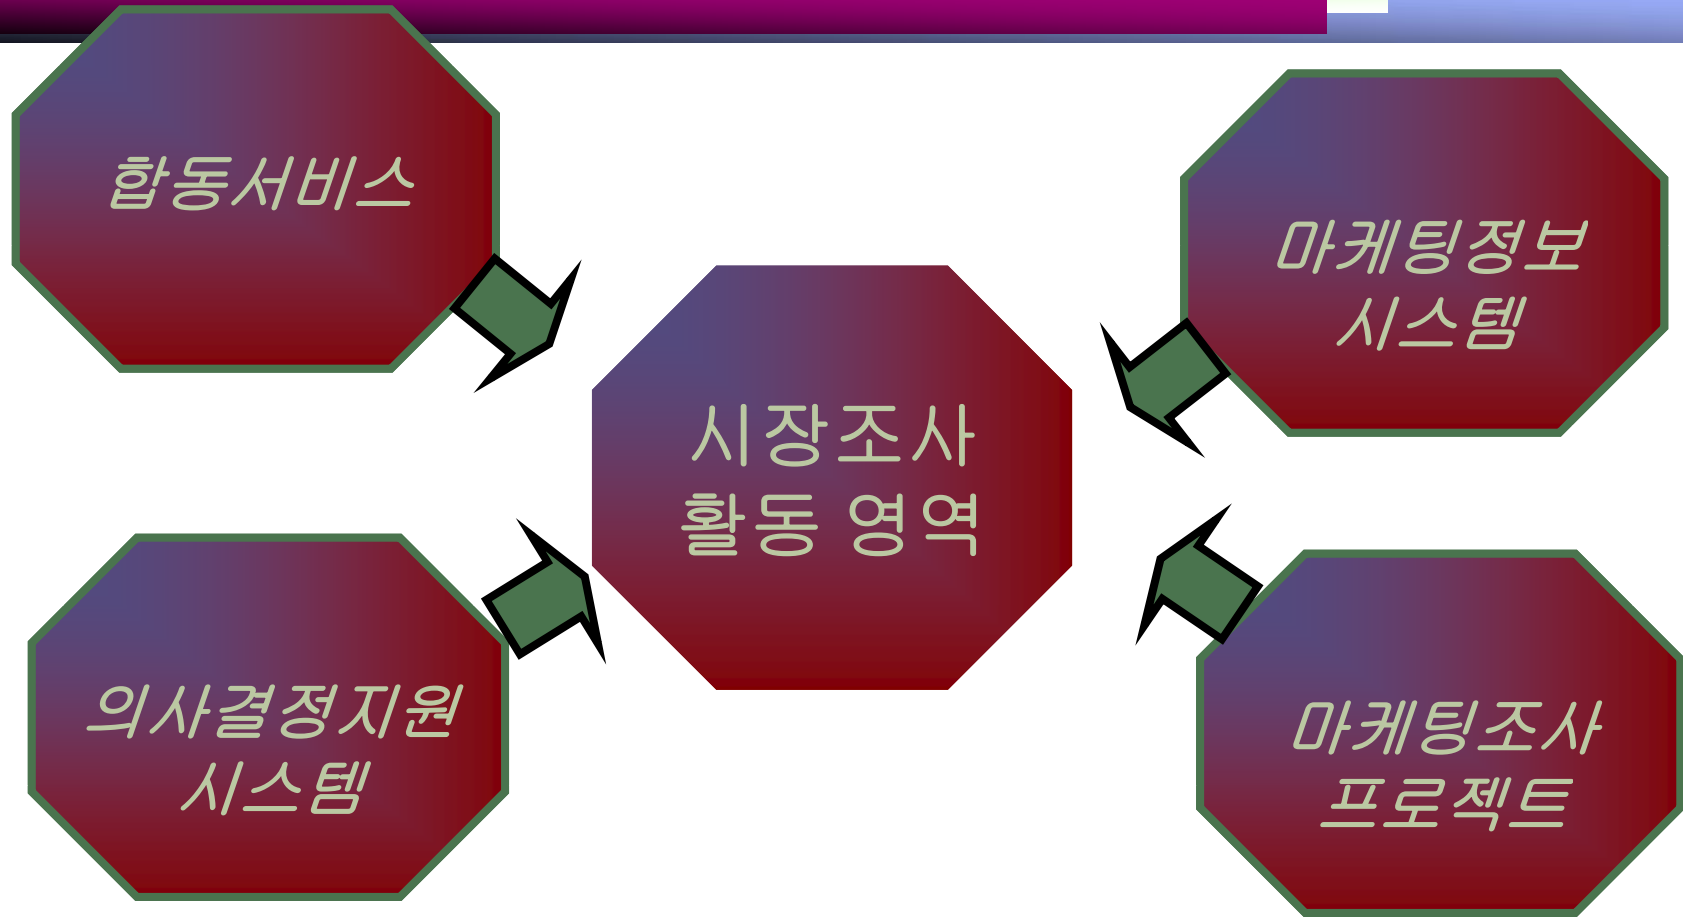 합동서비스
마케팅정보
시스템
시장조사
활동 영역
의사결정지원
시스템
마케팅조사
프로젝트